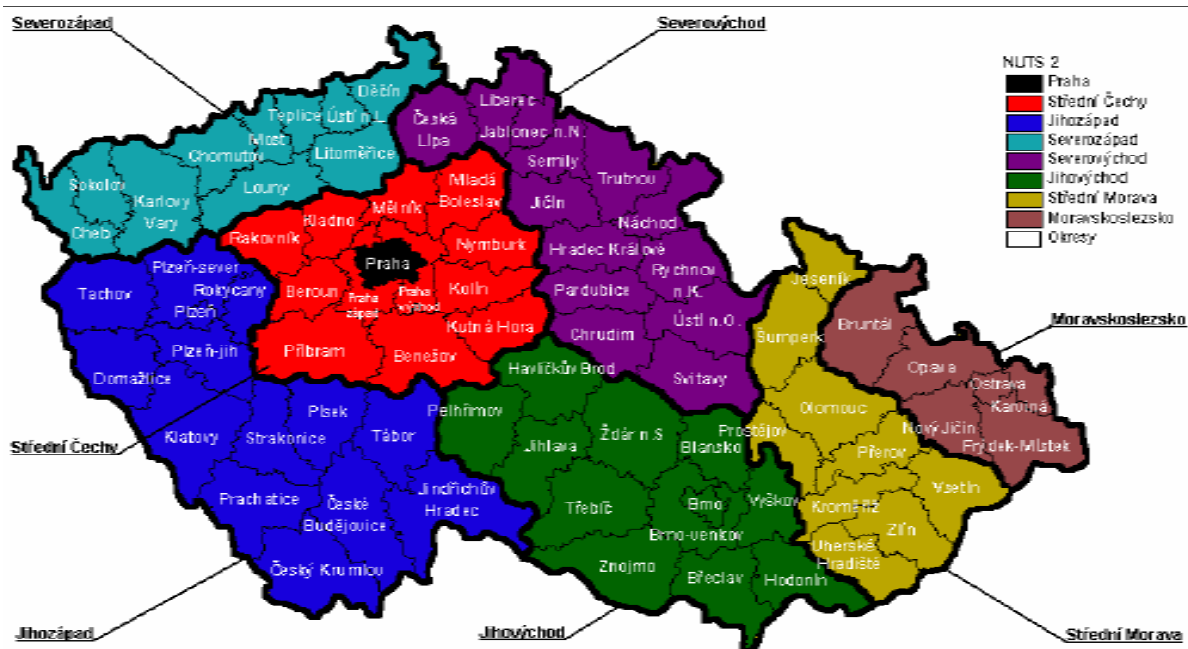 Severozápad
Severovýchod
NUTS 2
Praha
Střední Čechy
Jihozápad
Severozápad
Severovýchod
Jihovýchod
Střední Morava
Moravskoslezsko
Okresy
Děčín
Liberec
Teplice
Ústí n.L.
Česká
Lípa
Jablonec n.N.
Most
Chomutov
Litoměřice
Semily
Trutnov
Sokolov
Karlovy
Vary
Louny
Mladá
Boleslav
Jičín
Cheb
Kladno
Mělník
Náchod
Rakovník
Nymburk
Hradec Králové
Plzeň-sever
Praha
Rychnov
n.K.
Jeseník
Tachov
Rokycany
Beroun
Praha
západ
Praha
východ
Kolín
Pardubice
Plzeň
Ústí n.O.
Bruntál
Moravskoslezsko
Kutná Hora
Chrudim
Šumperk
Plzeň-jih
Příbram
Benešov
Opava
Domažlice
Havlíčkův Brod
Svitavy
Ostrava
Karviná
Písek
Pelhřimov
Olomouc
Klatovy
Strakonice
Tábor
Jihlava
Žďár n.S
Blansko
Prostějov
Nový Jičín
Frýdek-Místek
Střední Čechy
Přerov
Prachatice
České
Budějovice
Jindřichův
Hradec
Třebíč
Brno
Vyškov
Kroměříž
Vsetín
Brno-venkov
Zlín
Český Krumlov
Znojmo
Břeclav
Hodonín
Uherské
Hradiště
Jihozápad
Jihovýchod
Střední Morava